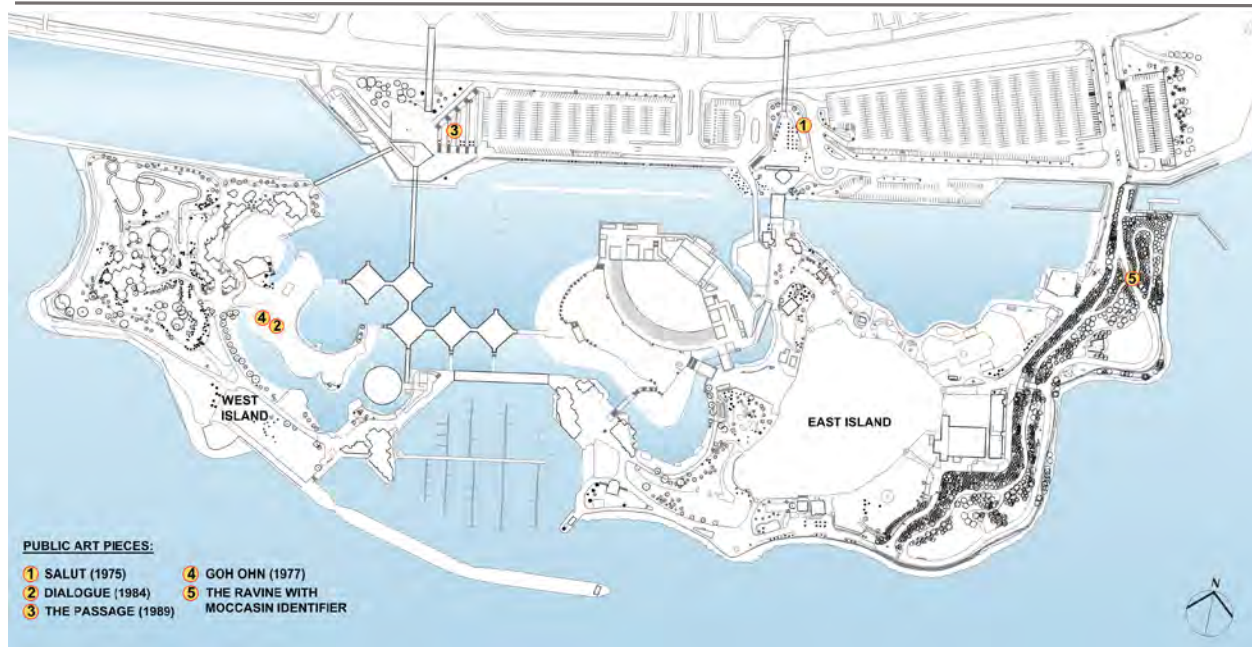 3
1
5
4
2
WEST
ISLAND
EAST ISLAND
PUBLIC ART PIECES:
1 SALUT (1975)
2 DIALOGUE (1984)
3 THE PASSAGE (1989)
4 GOH OHN (1977)
5 THE RAVINE WITH
MOCCASIN IDENTIFIER
N